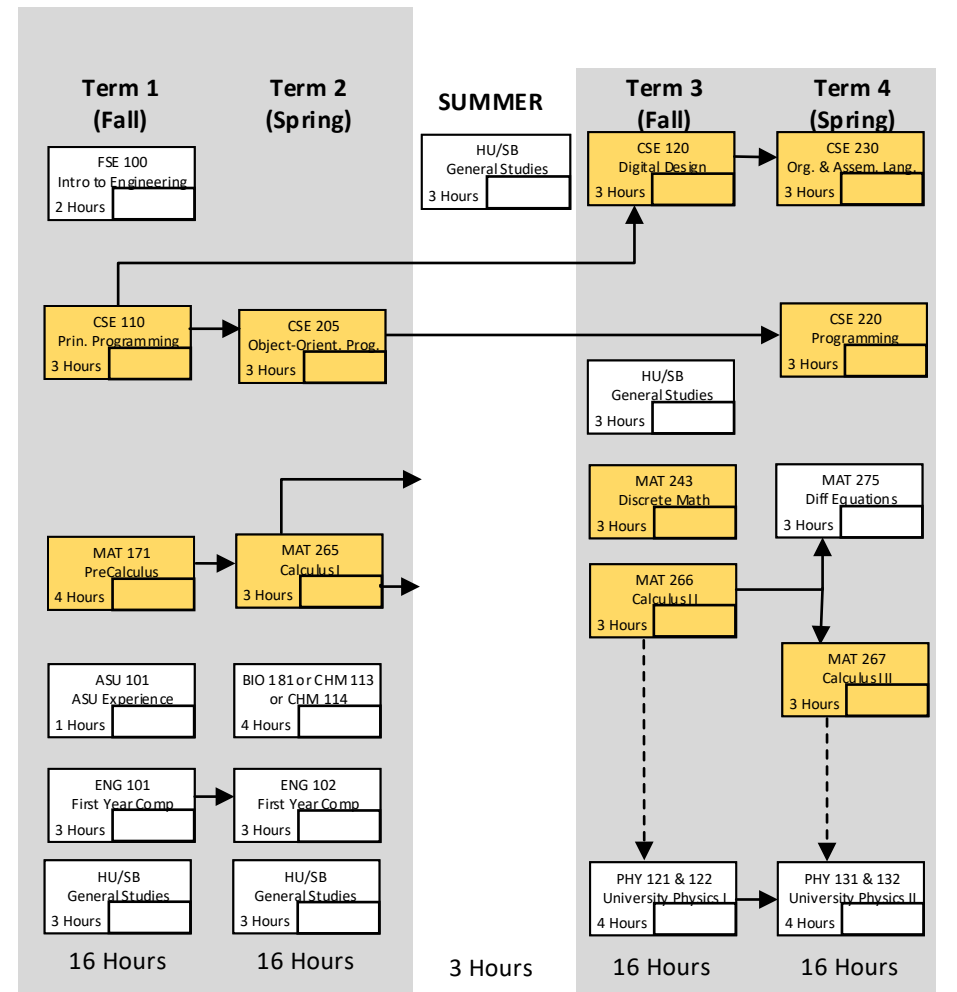 Term 1
(Fall)
FSE 100
Intro to Engineering
2 Hours
CSE 110
Prin. Programming
3 Hours
MAT 171
PreCalculus
4 Hours
ASU 101
ASU Experience
1 Hours
ENG 101
First Year Comp
3 Hours
HU/SB
General Studies
3 Hours
16 Hours
Term 2
(Spring)
CSE 205
Object-Orient. Prog.
3 Hours
MAT 265
Calculus I
3 Hours
BIO 181 or CHM 113
or CHM 114
4 Hours
ENG 102
First Year Comp
3 Hours
HU/SB
General Studies
3 Hours
16 Hours
SUMMER
HU/SB
General Studies
3 Hours
3 Hours
Term 3
(Fall)
CSE 120
Digital Design
3 Hours
HU/SB
General Studies
3 Hours
MAT 243
Discrete Math
3 Hours
MAT 266
Calculus II
3 Hours
PHY 121 & 122
University Physics I
4 Hours
16 Hours
Term 4
(Spring)
CSE 230
Org. & Assem. Lang.
3 Hours
CSE 220
Programming
3 Hours
MAT 275
Diff Equations
3 Hours
MAT 267
Calculus III
3 Hours
PHY 131 & 132
University Physics II
4 Hours
16 Hours